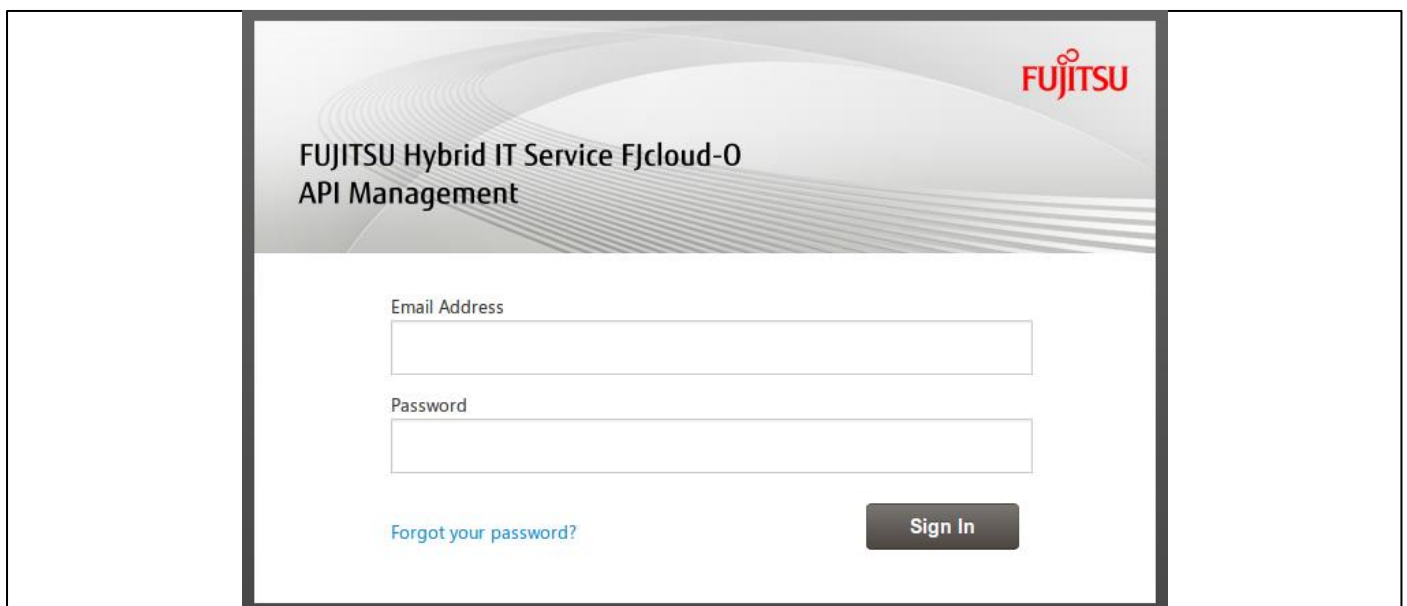 FUJITSU
FUJITSU Hybrid IT Service FJcloud-O
API Management
Email Address
Password
Forgot your password?
Sign In